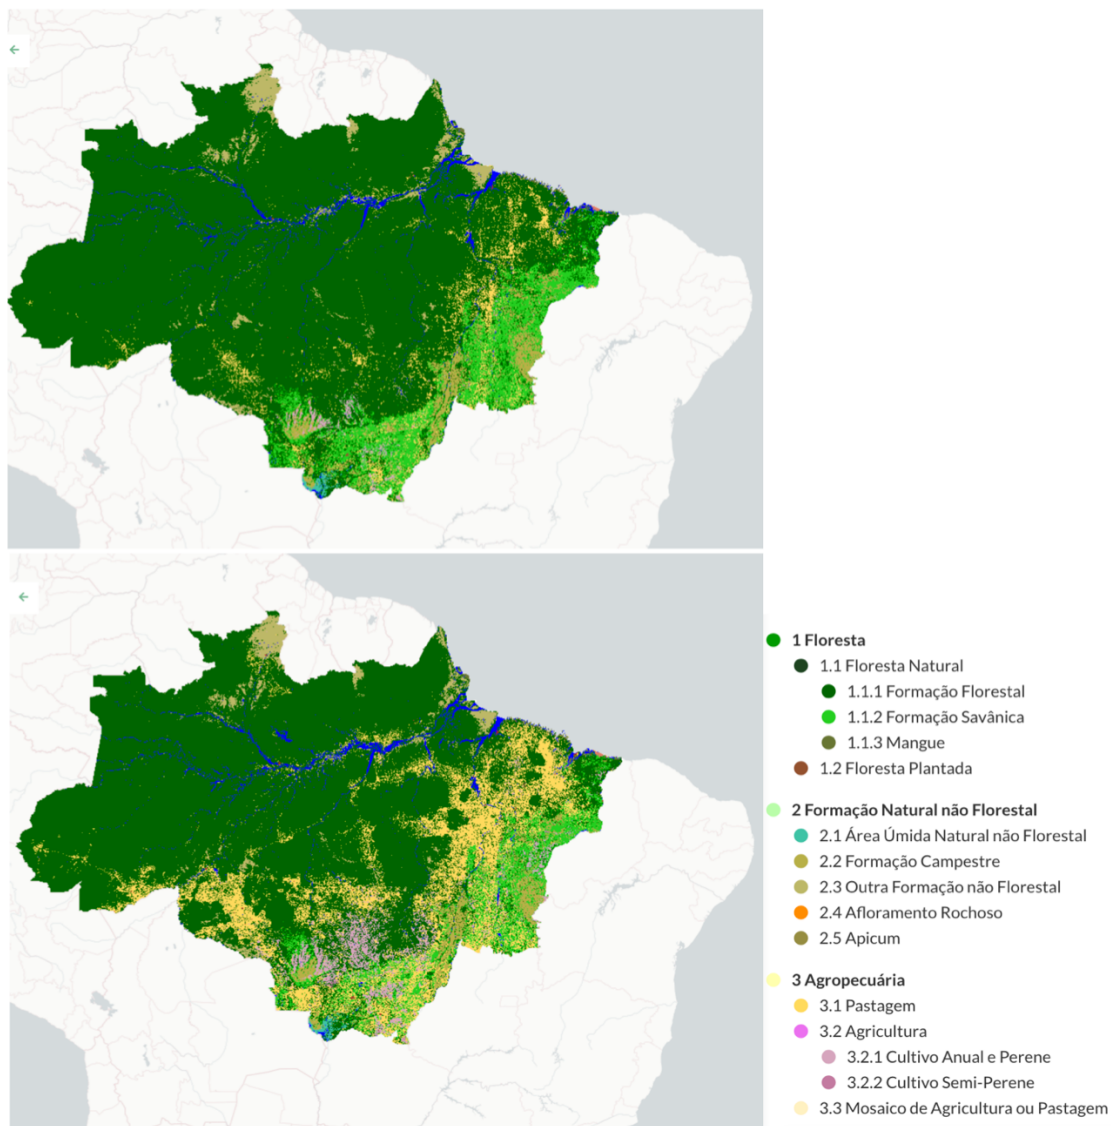 1 Floresta
1.1 Floresta Natural
1.1.1 Formação Florestal
1.1.2 Formação Savânica
1.1.3 Mangue
1.2 Floresta Plantada
2 Formação Natural não Florestal
2.1 Área Úmida Natural não Florestal
2.2 Formação Campestre
2.3 Outra Formação não Florestal
2.4 Afloramento Rochoso
2.5 Apicum
3 Agropecuária
3.1 Pastagem
3.2 Agricultura
3.2.1 Cultivo Anual e Perene
3.2.2 Cultivo Semi-Perene
3.3 Mosaico de Agricultura ou Pastagem